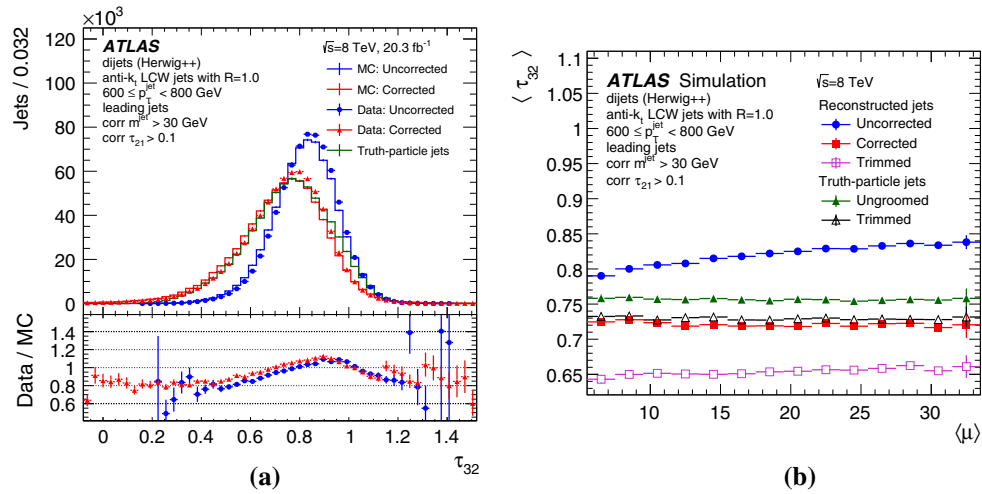 ×10³
Jets / 0.032
120
100
80
60
40
20
0
ATLAS
dijets (Herwig++)
anti-kₜ LCW jets with R=1.0
600 ≤ p_T^jet < 800 GeV
leading jets
corr m^jet > 30 GeV
corr τ₂₁ > 0.1
√s=8 TeV, 20.3 fb⁻¹
MC: Uncorrected
MC: Corrected
Data: Uncorrected
Data: Corrected
Truth-particle jets
Data / MC
1.4
1.2
1
0.8
0.6
0 0.2 0.4 0.6 0.8 1 1.2 1.4
τ₃₂
(a)
⟨ τ₃₂ ⟩
1.1
1.05
1
0.95
0.9
0.85
0.8
0.75
0.7
0.65
ATLAS Simulation
dijets (Herwig++)
anti-kₜ LCW jets with R=1.0
600 ≤ p_T^jet < 800 GeV
leading jets
corr m^jet > 30 GeV
corr τ₂₁ > 0.1
√s=8 TeV
Reconstructed jets
Uncorrected
Corrected
Trimmed
Truth-particle jets
Ungroomed
Trimmed
10 15 20 25 30
⟨μ⟩
(b)